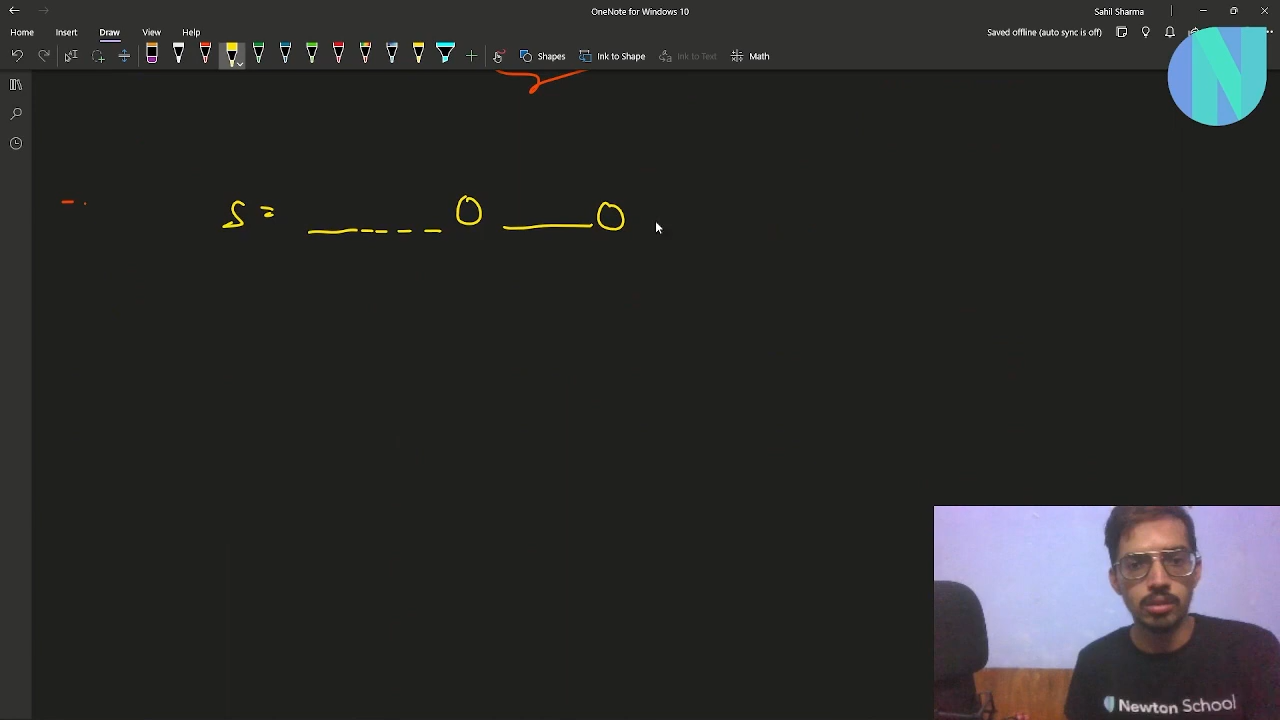 OneNote for Windows 10
Sahil Sharma
Home Insert Draw View Help
Saved offline (auto sync is off)
Shapes Ink to Shape Ink to Text Math
S = _____ 0 ____ 0
Newton School